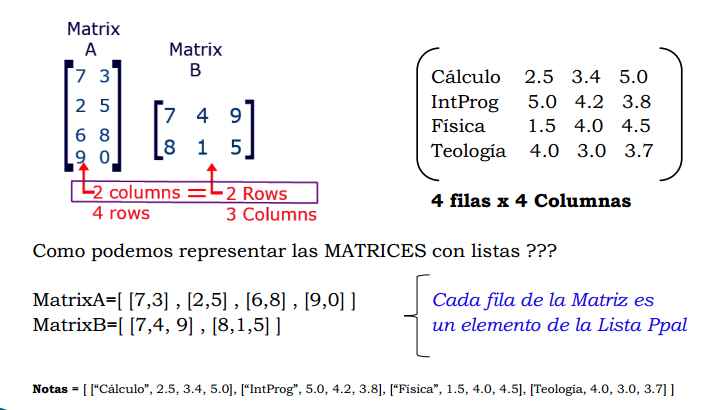 Matrix
A
7 3
2 5
6 8
9 0
Matrix
B
7 4 9
8 1 5
2 columns = 2 Rows
4 rows 3 Columns
Cálculo 2.5 3.4 5.0
IntProg 5.0 4.2 3.8
Física 1.5 4.0 4.5
Teología 4.0 3.0 3.7
4 filas x 4 Columnas
Como podemos representar las MATRICES con listas ???
MatrixA=[ [7,3] , [2,5] , [6,8] , [9,0] ]
MatrixB=[ [7,4, 9] , [8,1,5] ]
Cada fila de la Matriz es
un elemento de la Lista Ppal
Notas = [ [“Cálculo”, 2.5, 3.4, 5.0], [“IntProg”, 5.0, 4.2, 3.8], [“Física”, 1.5, 4.0, 4.5], [Teología, 4.0, 3.0, 3.7] ]